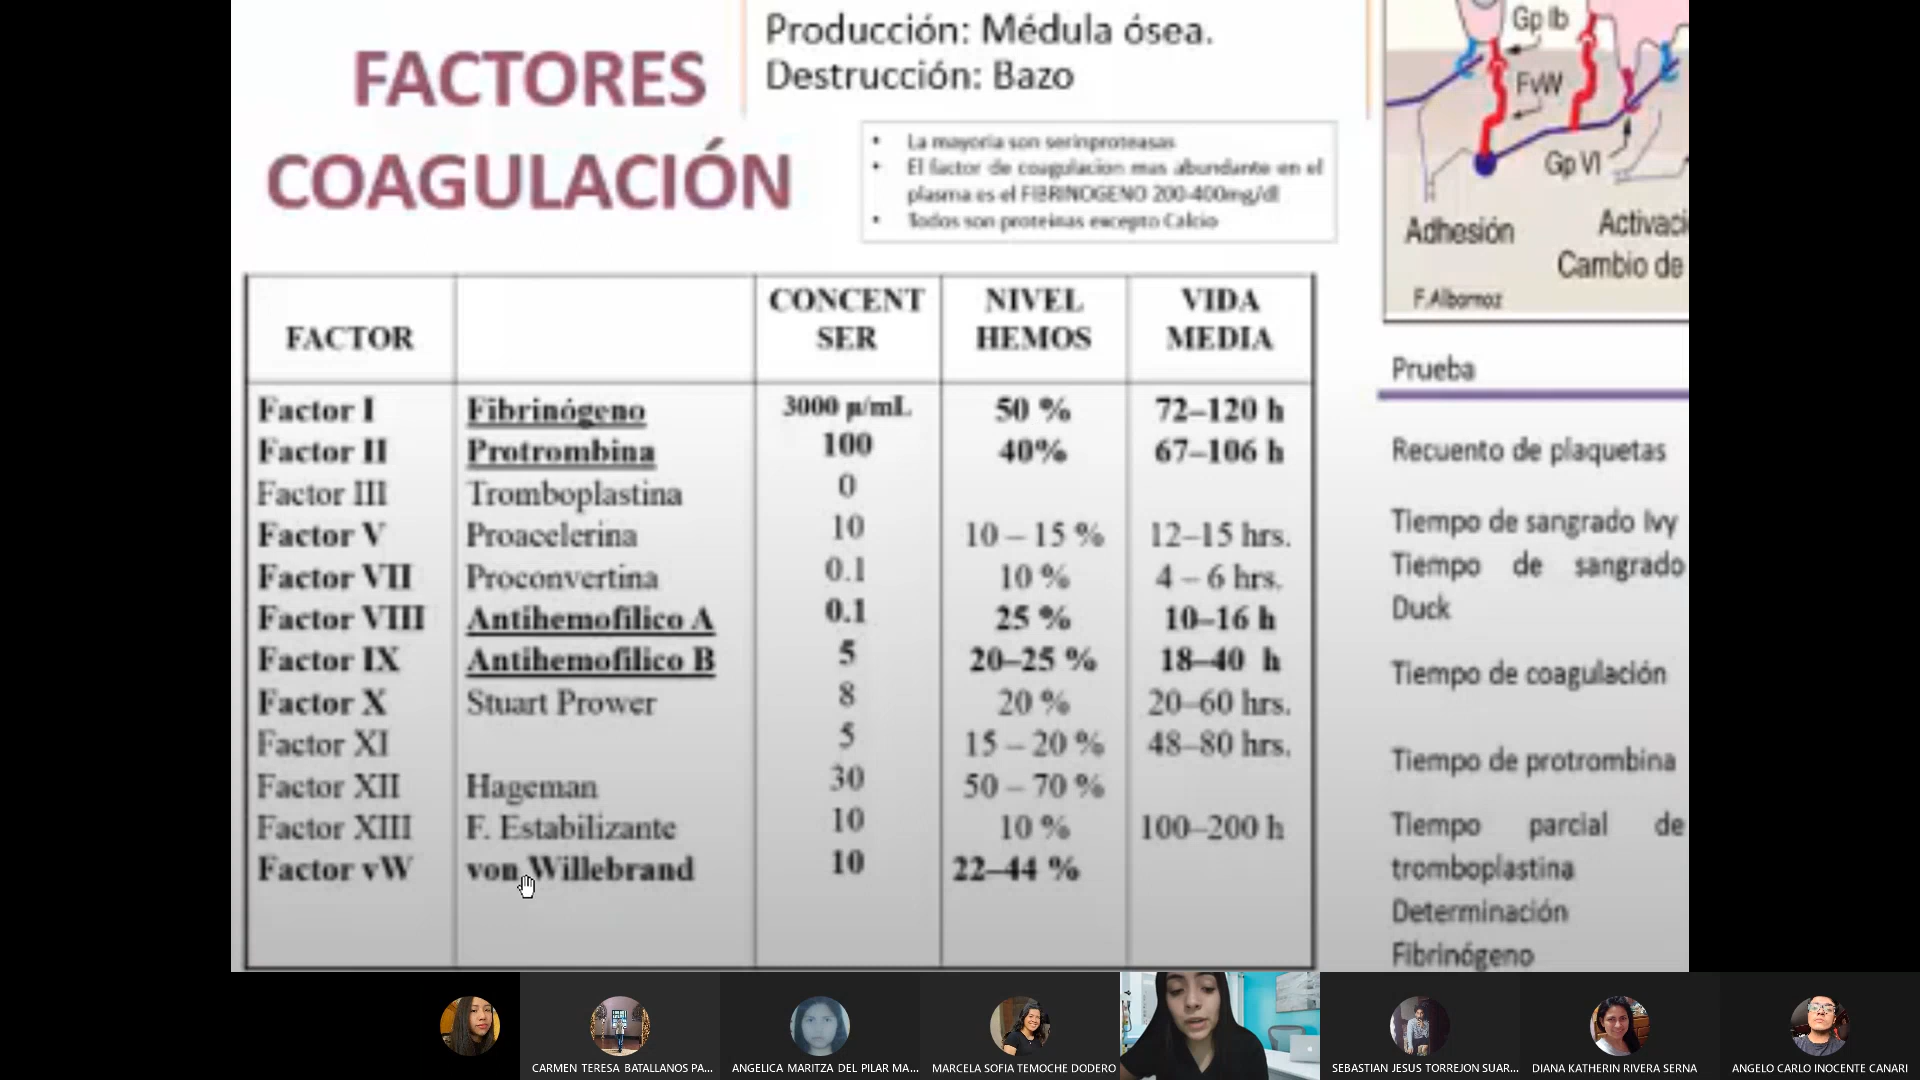 FACTORES
COAGULACIÓN
Producción: Médula ósea.
Destrucción: Bazo
• La mayoria son serinproteasas
• El factor de coagulacion mas abundante en el
plasma es el FIBRINOGENO 200-400mg/dl
• Todos son proteinas excepto Calcio
Gp Ib
FvW
Gp VI
Adhesión
Activaci
Cambio de
F.Albornoz
FACTOR CONCENT SER NIVEL HEMOS VIDA MEDIA
Factor I Fibrinógeno 3000 µ/mL 50 % 72–120 h
Factor II Protrombina 100 40% 67–106 h
Factor III Tromboplastina 0
Factor V Proacelerina 10 10 – 15 % 12–15 hrs.
Factor VII Proconvertina 0.1 10 % 4 – 6 hrs.
Factor VIII Antihemofilico A 0.1 25 % 10–16 h
Factor IX Antihemofilico B 5 20–25 % 18–40 h
Factor X Stuart Prower 8 20 % 20–60 hrs.
Factor XI 5 15 – 20 % 48–80 hrs.
Factor XII Hageman 30 50 – 70 %
Factor XIII F. Estabilizante 10 10 % 100–200 h
Factor vW von Willebrand 10 22–44 %
Prueba
Recuento de plaquetas
Tiempo de sangrado Ivy
Tiempo de sangrado
Duck
Tiempo de coagulación
Tiempo de protrombina
Tiempo parcial de
tromboplastina
Determinación
Fibrinógeno
CARMEN TERESA BATALLANOS PA...
ANGELICA MARITZA DEL PILAR MA...
MARCELA SOFIA TEMOCHE DODERO
SEBASTIAN JESUS TORREJON SUAR...
DIANA KATHERIN RIVERA SERNA
ANGELO CARLO INOCENTE CANARI